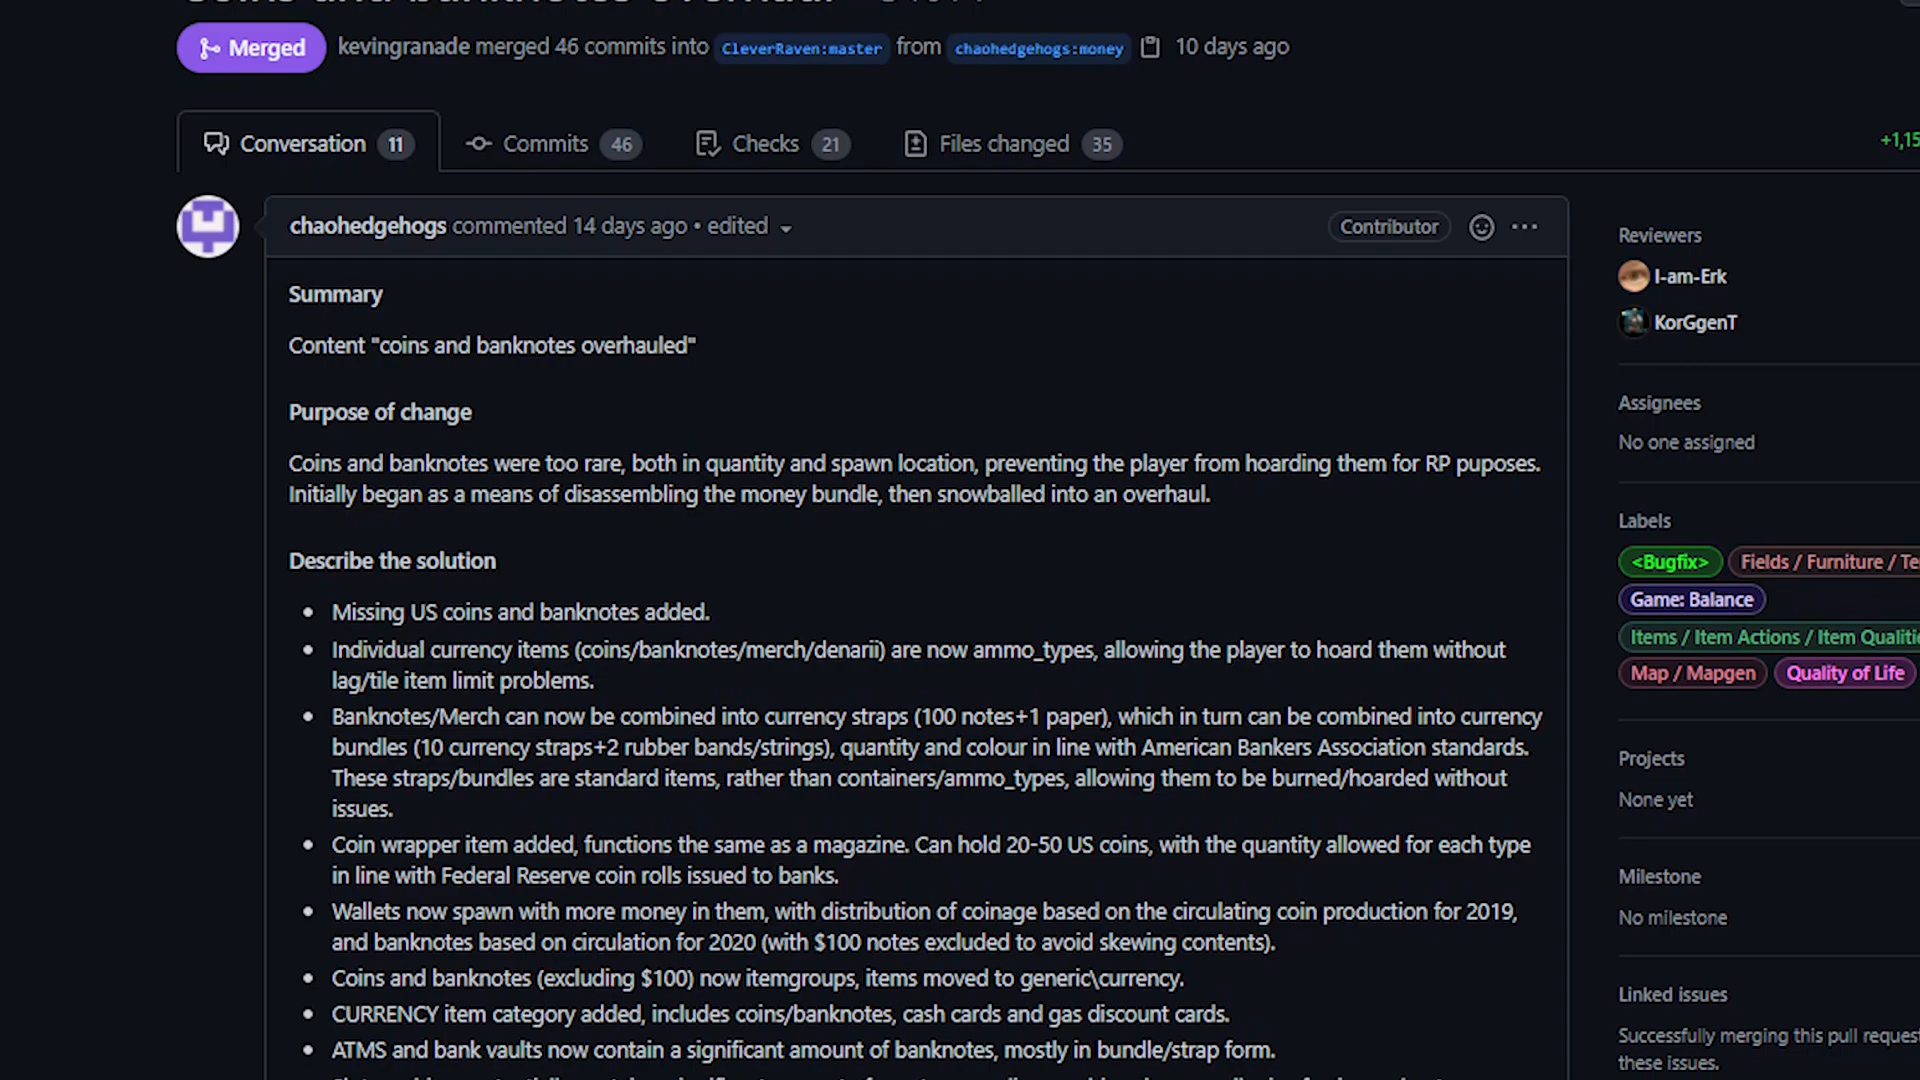 Merged kevingranade merged 46 commits into CleverRaven:master from chaohedgehogs:money 10 days ago
Conversation 11 Commits 46 Checks 21 Files changed 35
+1,15
chaohedgehogs commented 14 days ago • edited Contributor
Summary
Content "coins and banknotes overhauled"
Purpose of change
Coins and banknotes were too rare, both in quantity and spawn location, preventing the player from hoarding them for RP puposes.
Initially began as a means of disassembling the money bundle, then snowballed into an overhaul.
Describe the solution
• Missing US coins and banknotes added.
• Individual currency items (coins/banknotes/merch/denarii) are now ammo_types, allowing the player to hoard them without
lag/tile item limit problems.
• Banknotes/Merch can now be combined into currency straps (100 notes+1 paper), which in turn can be combined into currency
bundles (10 currency straps+2 rubber bands/strings), quantity and colour in line with American Bankers Association standards.
These straps/bundles are standard items, rather than containers/ammo_types, allowing them to be burned/hoarded without
issues.
• Coin wrapper item added, functions the same as a magazine. Can hold 20-50 US coins, with the quantity allowed for each type
in line with Federal Reserve coin rolls issued to banks.
• Wallets now spawn with more money in them, with distribution of coinage based on the circulating coin production for 2019,
and banknotes based on circulation for 2020 (with $100 notes excluded to avoid skewing contents).
• Coins and banknotes (excluding $100) now itemgroups, items moved to generic\currency.
• CURRENCY item category added, includes coins/banknotes, cash cards and gas discount cards.
• ATMS and bank vaults now contain a significant amount of banknotes, mostly in bundle/strap form.
Reviewers
I-am-Erk
KorGgenT
Assignees
No one assigned
Labels
<Bugfix> Fields / Furniture / Te
Game: Balance
Items / Item Actions / Item Qualitie
Map / Mapgen Quality of Life
Projects
None yet
Milestone
No milestone
Linked issues
Successfully merging this pull request
these issues.